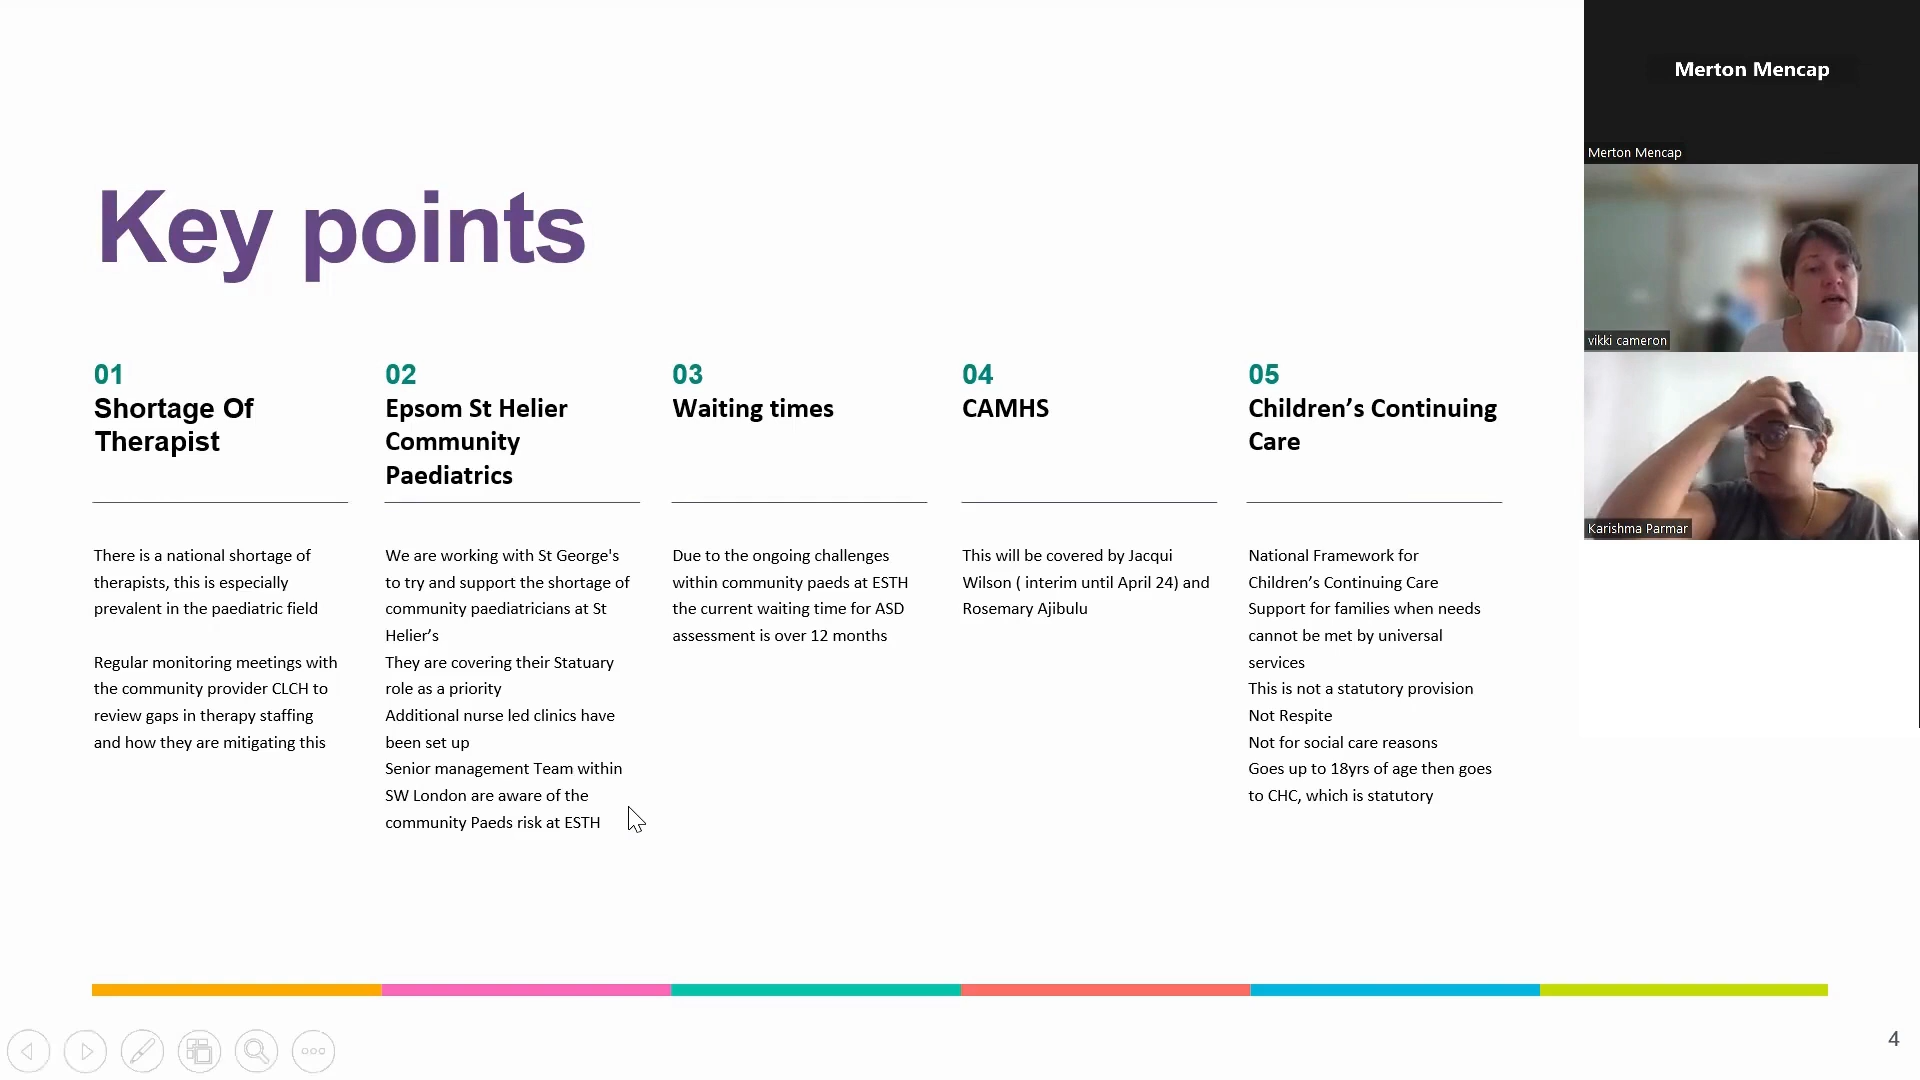 Key points
01
Shortage Of
Therapist
There is a national shortage of
therapists, this is especially
prevalent in the paediatric field
Regular monitoring meetings with
the community provider CLCH to
review gaps in therapy staffing
and how they are mitigating this
02
Epsom St Helier
Community
Paediatrics
We are working with St George's
to try and support the shortage of
community paediatricians at St
Helier’s
They are covering their Statuary
role as a priority
Additional nurse led clinics have
been set up
Senior management Team within
SW London are aware of the
community Paeds risk at ESTH
03
Waiting times
Due to the ongoing challenges
within community paeds at ESTH
the current waiting time for ASD
assessment is over 12 months
04
CAMHS
This will be covered by Jacqui
Wilson ( interim until April 24) and
Rosemary Ajibulu
05
Children’s Continuing
Care
National Framework for
Children’s Continuing Care
Support for families when needs
cannot be met by universal
services
This is not a statutory provision
Not Respite
Not for social care reasons
Goes up to 18yrs of age then goes
to CHC, which is statutory
4
Merton Mencap
Merton Mencap
vikki cameron
Karishma Parmar